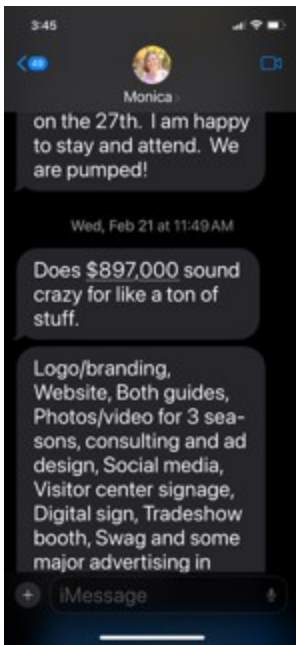 3:45
49
Monica
on the 27th. I am happy
to stay and attend. We
are pumped!
Wed, Feb 21 at 11:49 AM
Does $897,000 sound
crazy for like a ton of
stuff.
Logo/branding,
Website, Both guides,
Photos/video for 3 sea-
sons, consulting and ad
design, Social media,
Visitor center signage,
Digital sign, Tradeshow
booth, Swag and some
major advertising in
iMessage